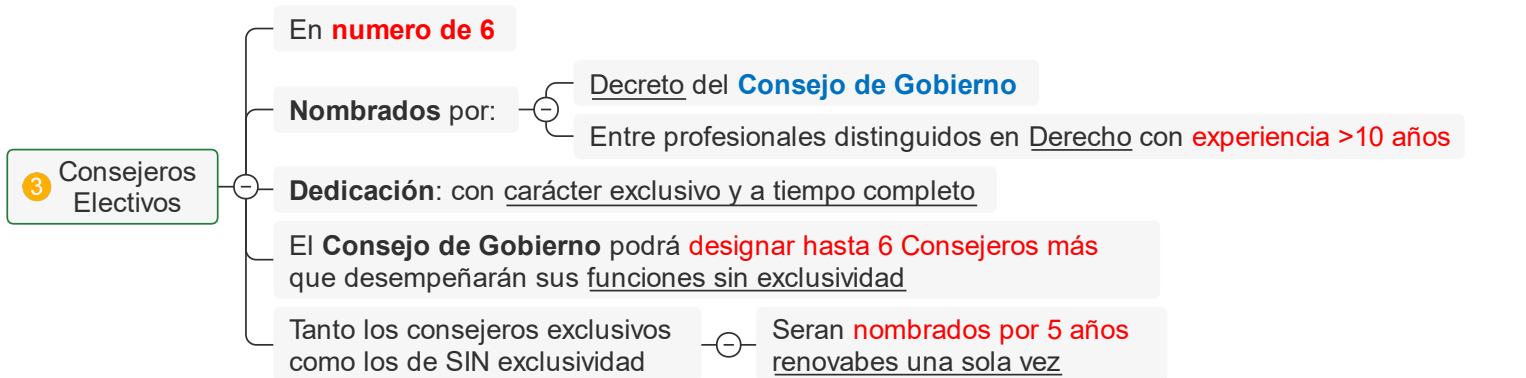 3
Consejeros
Electivos
En numero de 6
Nombrados por:
Decreto del Consejo de Gobierno
Entre profesionales distinguidos en Derecho con experiencia >10 años
Dedicación: con carácter exclusivo y a tiempo completo
El Consejo de Gobierno podrá designar hasta 6 Consejeros más
que desempeñarán sus funciones sin exclusividad
Tanto los consejeros exclusivos
como los de SIN exclusividad
Seran nombrados por 5 años
renovabes una sola vez